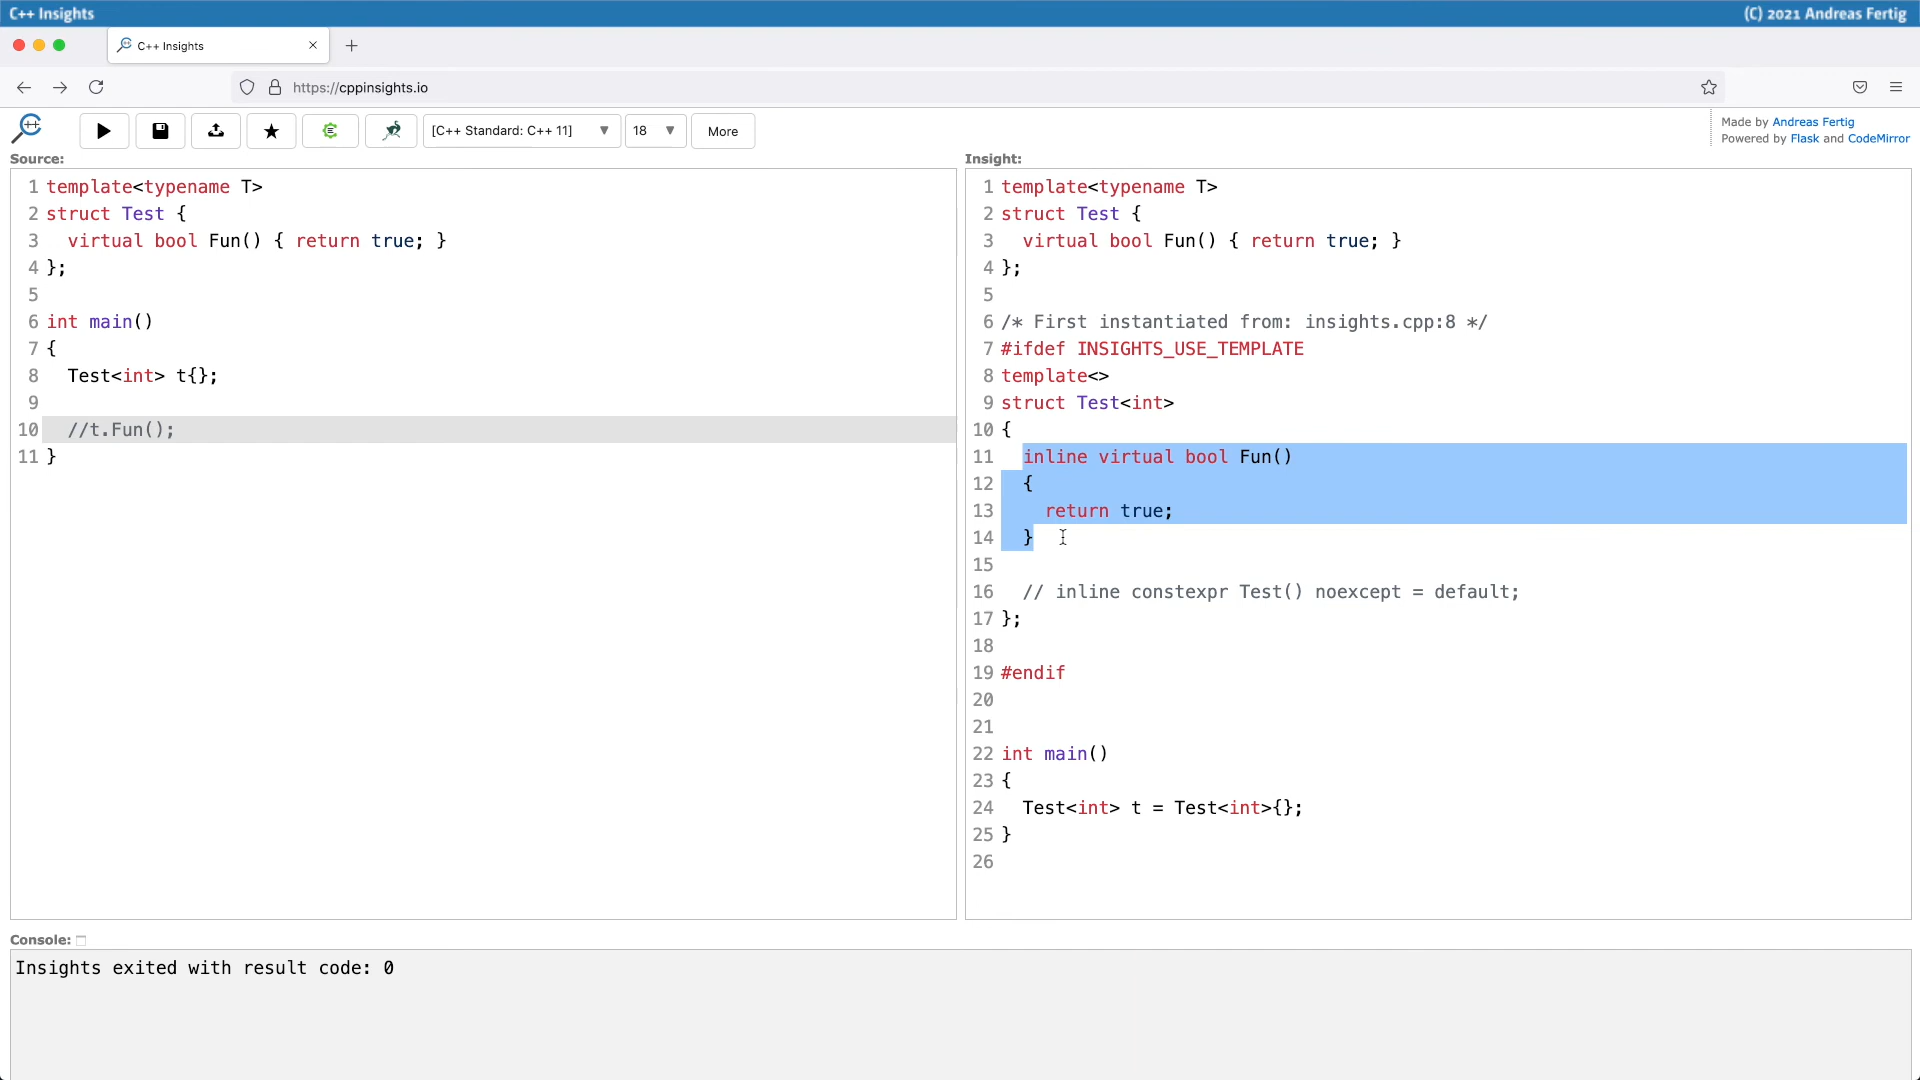 C++ Insights
(C) 2021 Andreas Fertig
C++ Insights
https://cppinsights.io
[C++ Standard: C++ 11]
18
More
Made by Andreas Fertig
Powered by Flask and CodeMirror
Source:
1 template<typename T>
2 struct Test {
3   virtual bool Fun() { return true; }
4 };
5
6 int main()
7 {
8   Test<int> t{};
9
10   //t.Fun();
11 }
Insight:
1 template<typename T>
2 struct Test {
3   virtual bool Fun() { return true; }
4 };
5
6 /* First instantiated from: insights.cpp:8 */
7 #ifdef INSIGHTS_USE_TEMPLATE
8 template<>
9 struct Test<int>
10 {
11   inline virtual bool Fun()
12   {
13     return true;
14   }
15
16   // inline constexpr Test() noexcept = default;
17 };
18
19 #endif
20
21
22 int main()
23 {
24   Test<int> t = Test<int>{};
25 }
26
Console:
Insights exited with result code: 0